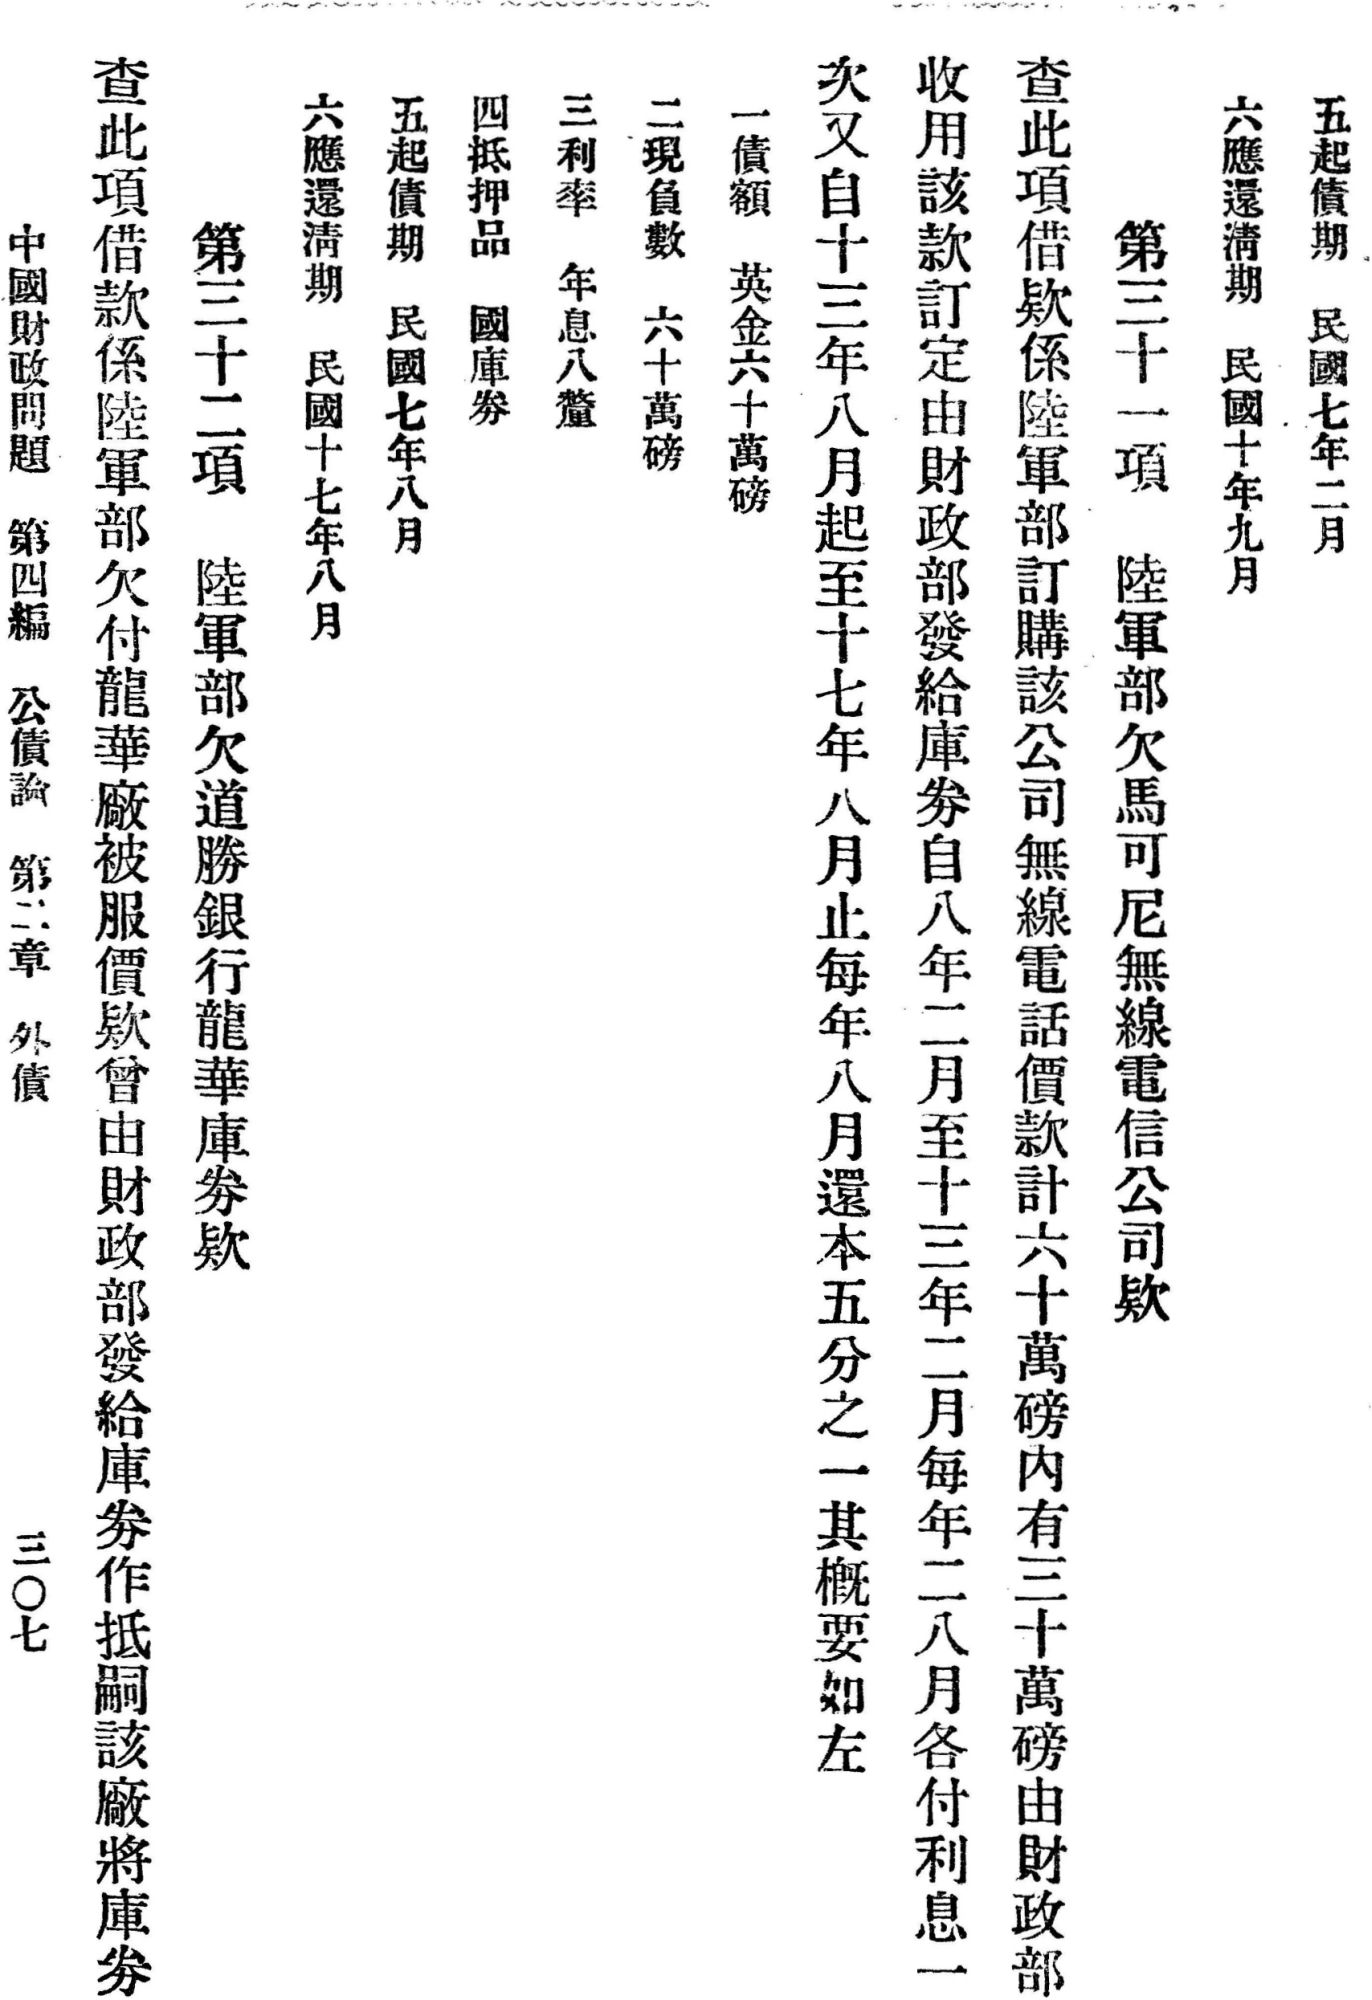 五起債期　民國七年二月
六應還淸期　民國十年九月
第三十一項　陸軍部欠馬可尼無線電信公司欵
查此項借欵係陸軍部訂購該公司無線電話價款計六十萬磅內有三十萬磅由財政部
收用該款訂定由財政部發給庫劵自八年二月至十三年二月每年二八月各付利息一
次又自十三年八月起至十七年八月止每年八月還本五分之一其概要如左
一債額　英金六十萬磅
二現負數　六十萬磅
三利率　年息八釐
四抵押品　國庫劵
五起債期　民國七年八月
六應還淸期　民國十七年八月
第三十二項　陸軍部欠道勝銀行龍華庫劵欵
查此項借款係陸軍部欠付龍華廠被服價欵曾由財政部發給庫劵作抵嗣該廠將庫劵
中國財政問題　第四編　公債論　第二章　外債　三〇七